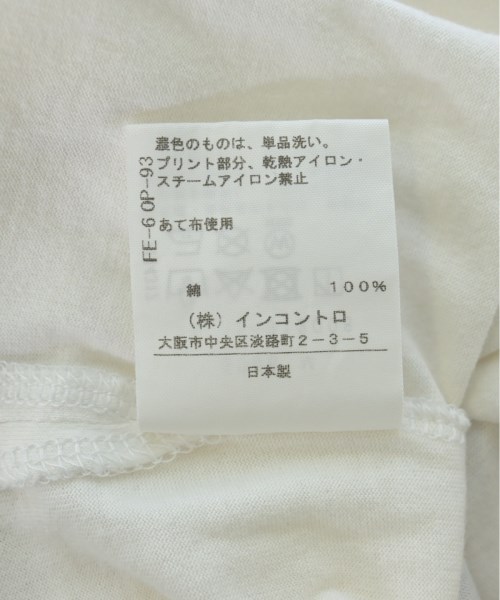 濃色のものは、単品洗い。
プリント部分、乾熱アイロン・
スチームアイロン禁止
あて布使用
FE-6 OP-93
綿 100%
(株) インコントロ
大阪市中央区淡路町2-3-5
日本製